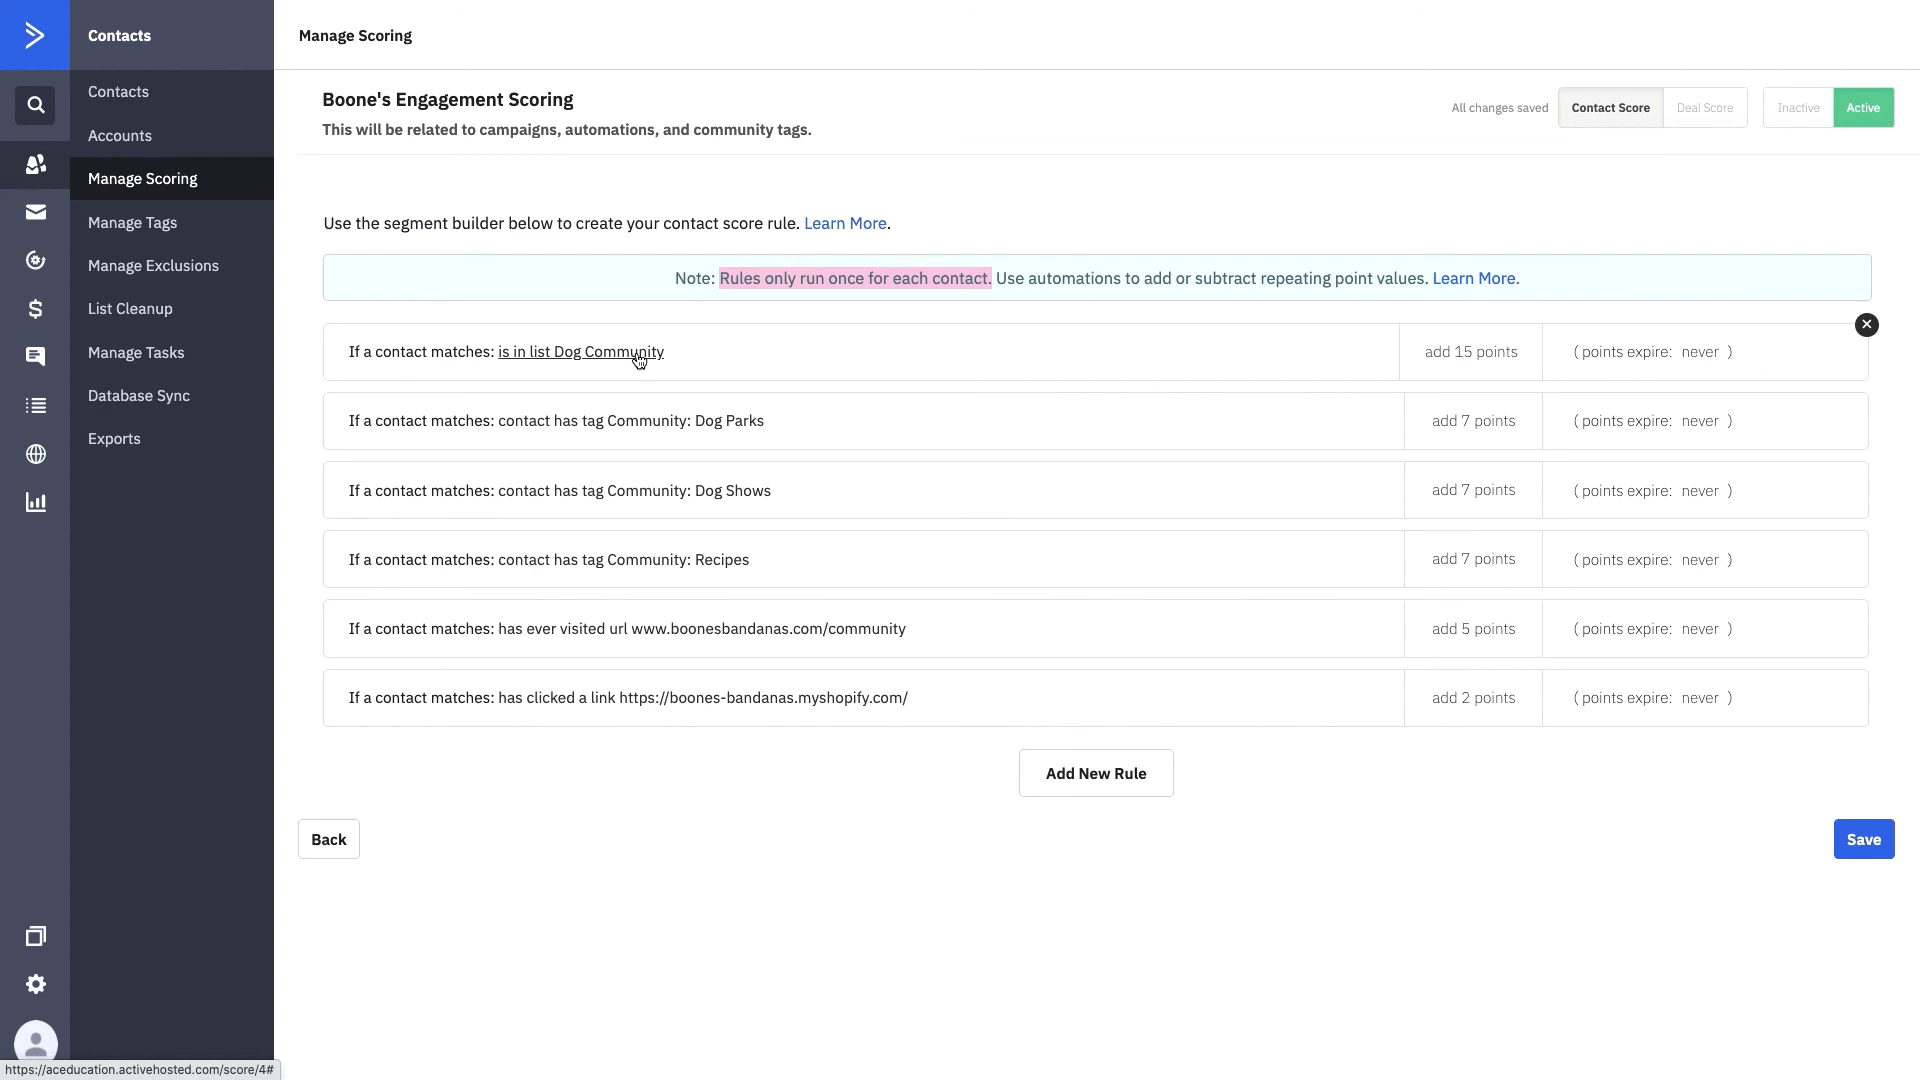 Contacts
Manage Scoring
Contacts
Accounts
Manage Scoring
Manage Tags
Manage Exclusions
List Cleanup
Manage Tasks
Database Sync
Exports
Boone's Engagement Scoring
This will be related to campaigns, automations, and community tags.
All changes saved
Contact Score
Deal Score
Inactive
Active
Use the segment builder below to create your contact score rule. Learn More.
Note: Rules only run once for each contact. Use automations to add or subtract repeating point values. Learn More.
If a contact matches: is in list Dog Community add 15 points ( points expire: never )
If a contact matches: contact has tag Community: Dog Parks add 7 points ( points expire: never )
If a contact matches: contact has tag Community: Dog Shows add 7 points ( points expire: never )
If a contact matches: contact has tag Community: Recipes add 7 points ( points expire: never )
If a contact matches: has ever visited url www.boonesbandanas.com/community add 5 points ( points expire: never )
If a contact matches: has clicked a link https://boones-bandanas.myshopify.com/ add 2 points ( points expire: never )
Add New Rule
Back
Save
https://aceducation.activehosted.com/score/4#